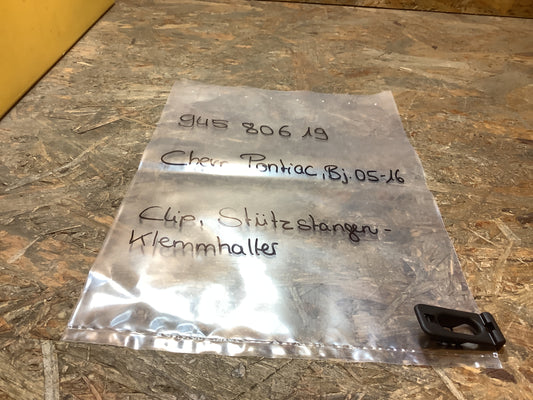 945 806 19
Chevr Pontiac, Bj. 05-16
Clip, Stützstangen-
Klemmhalter